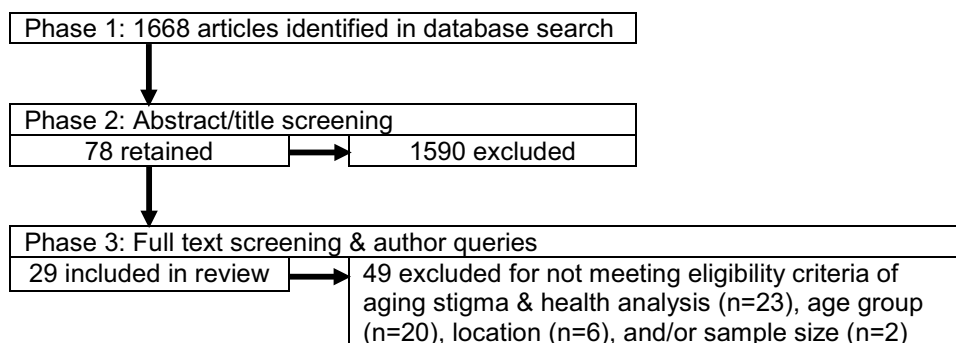 Phase 1: 1668 articles identified in database search
Phase 2: Abstract/title screening
78 retained
1590 excluded
Phase 3: Full text screening & author queries
29 included in review
49 excluded for not meeting eligibility criteria of
aging stigma & health analysis (n=23), age group
(n=20), location (n=6), and/or sample size (n=2)